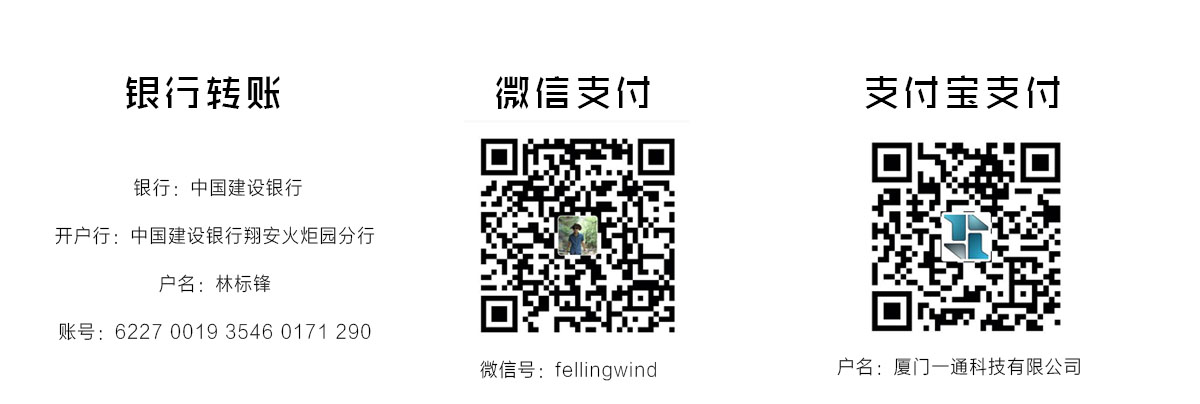 银行转账
银行：中国建设银行
开户行：中国建设银行翔安火炬园分行
户名：林标锋
账号：6227 0019 3546 0171 290
微信支付
微信号：fellingwind
支付宝支付
户名：厦门一通科技有限公司